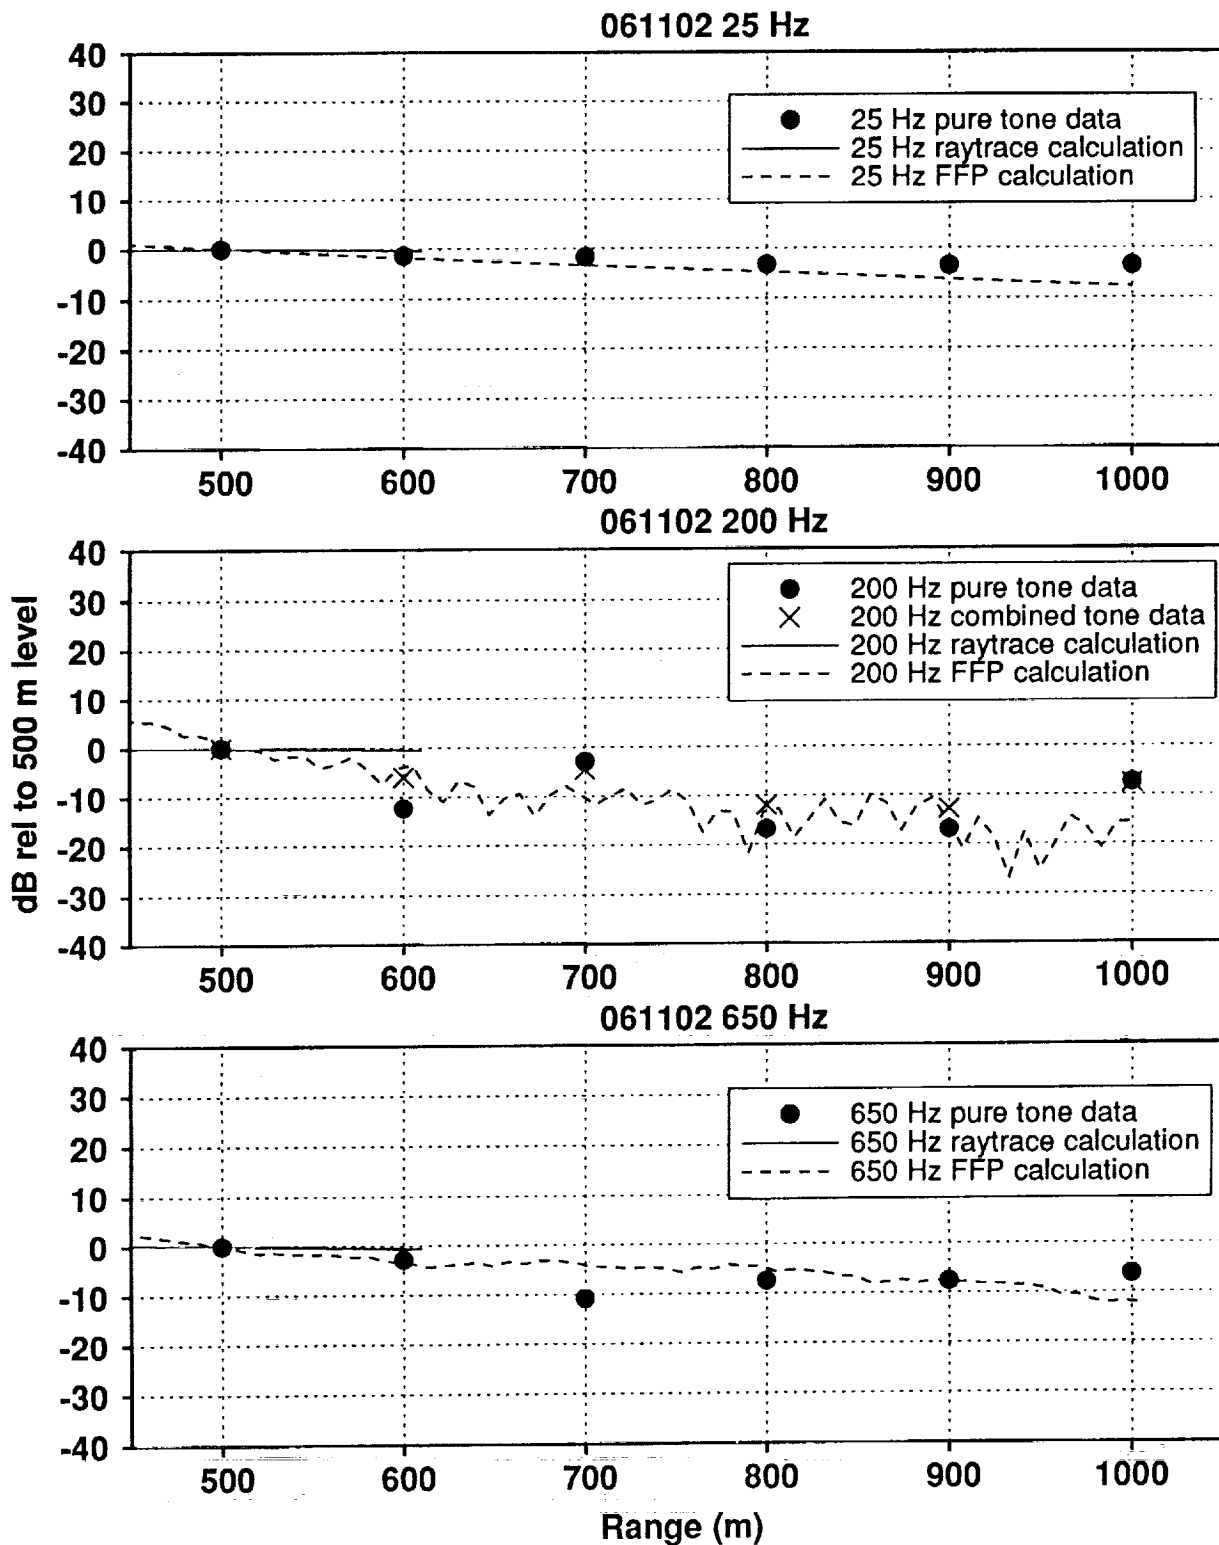 061102 25 Hz
40
30
20
10
0
-10
-20
-30
-40
25 Hz pure tone data
25 Hz raytrace calculation
25 Hz FFP calculation
500 600 700 800 900 1000
061102 200 Hz
dB rel to 500 m level
40
30
20
10
0
-10
-20
-30
-40
200 Hz pure tone data
200 Hz combined tone data
200 Hz raytrace calculation
200 Hz FFP calculation
500 600 700 800 900 1000
061102 650 Hz
40
30
20
10
0
-10
-20
-30
-40
650 Hz pure tone data
650 Hz raytrace calculation
650 Hz FFP calculation
500 600 700 800 900 1000
Range (m)